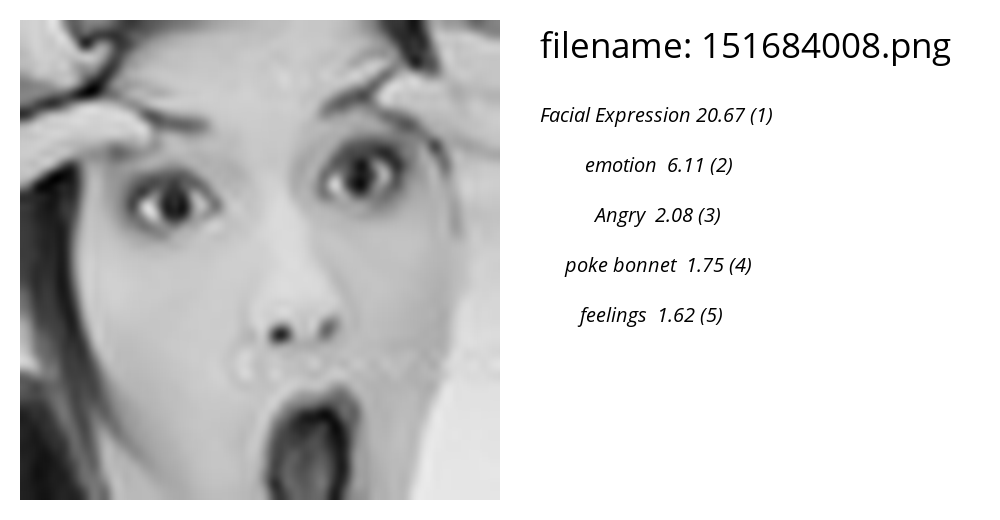 filename: 151684008.png
Facial Expression 20.67 (1)
emotion 6.11 (2)
Angry 2.08 (3)
poke bonnet 1.75 (4)
feelings 1.62 (5)